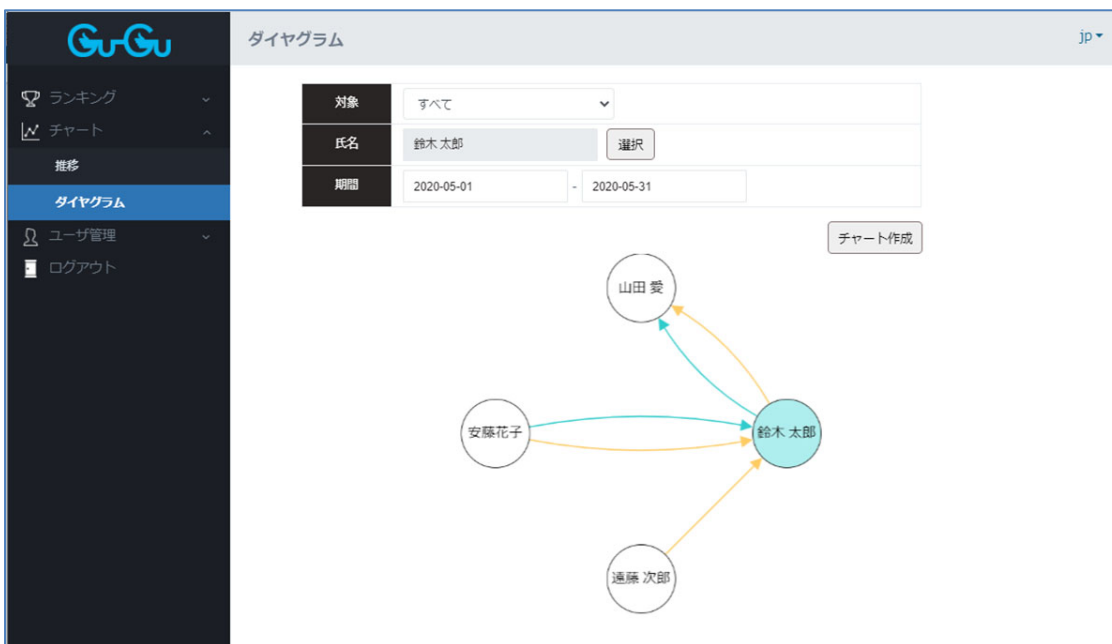 Gu-Gu
ダイヤグラム
jp
ランキング
チャート
推移
ダイヤグラム
ユーザ管理
ログアウト
対象 すべて
氏名 鈴木 太郎 選択
期間 2020-05-01 - 2020-05-31
チャート作成
山田 愛
安藤花子
鈴木 太郎
遠藤 次郎